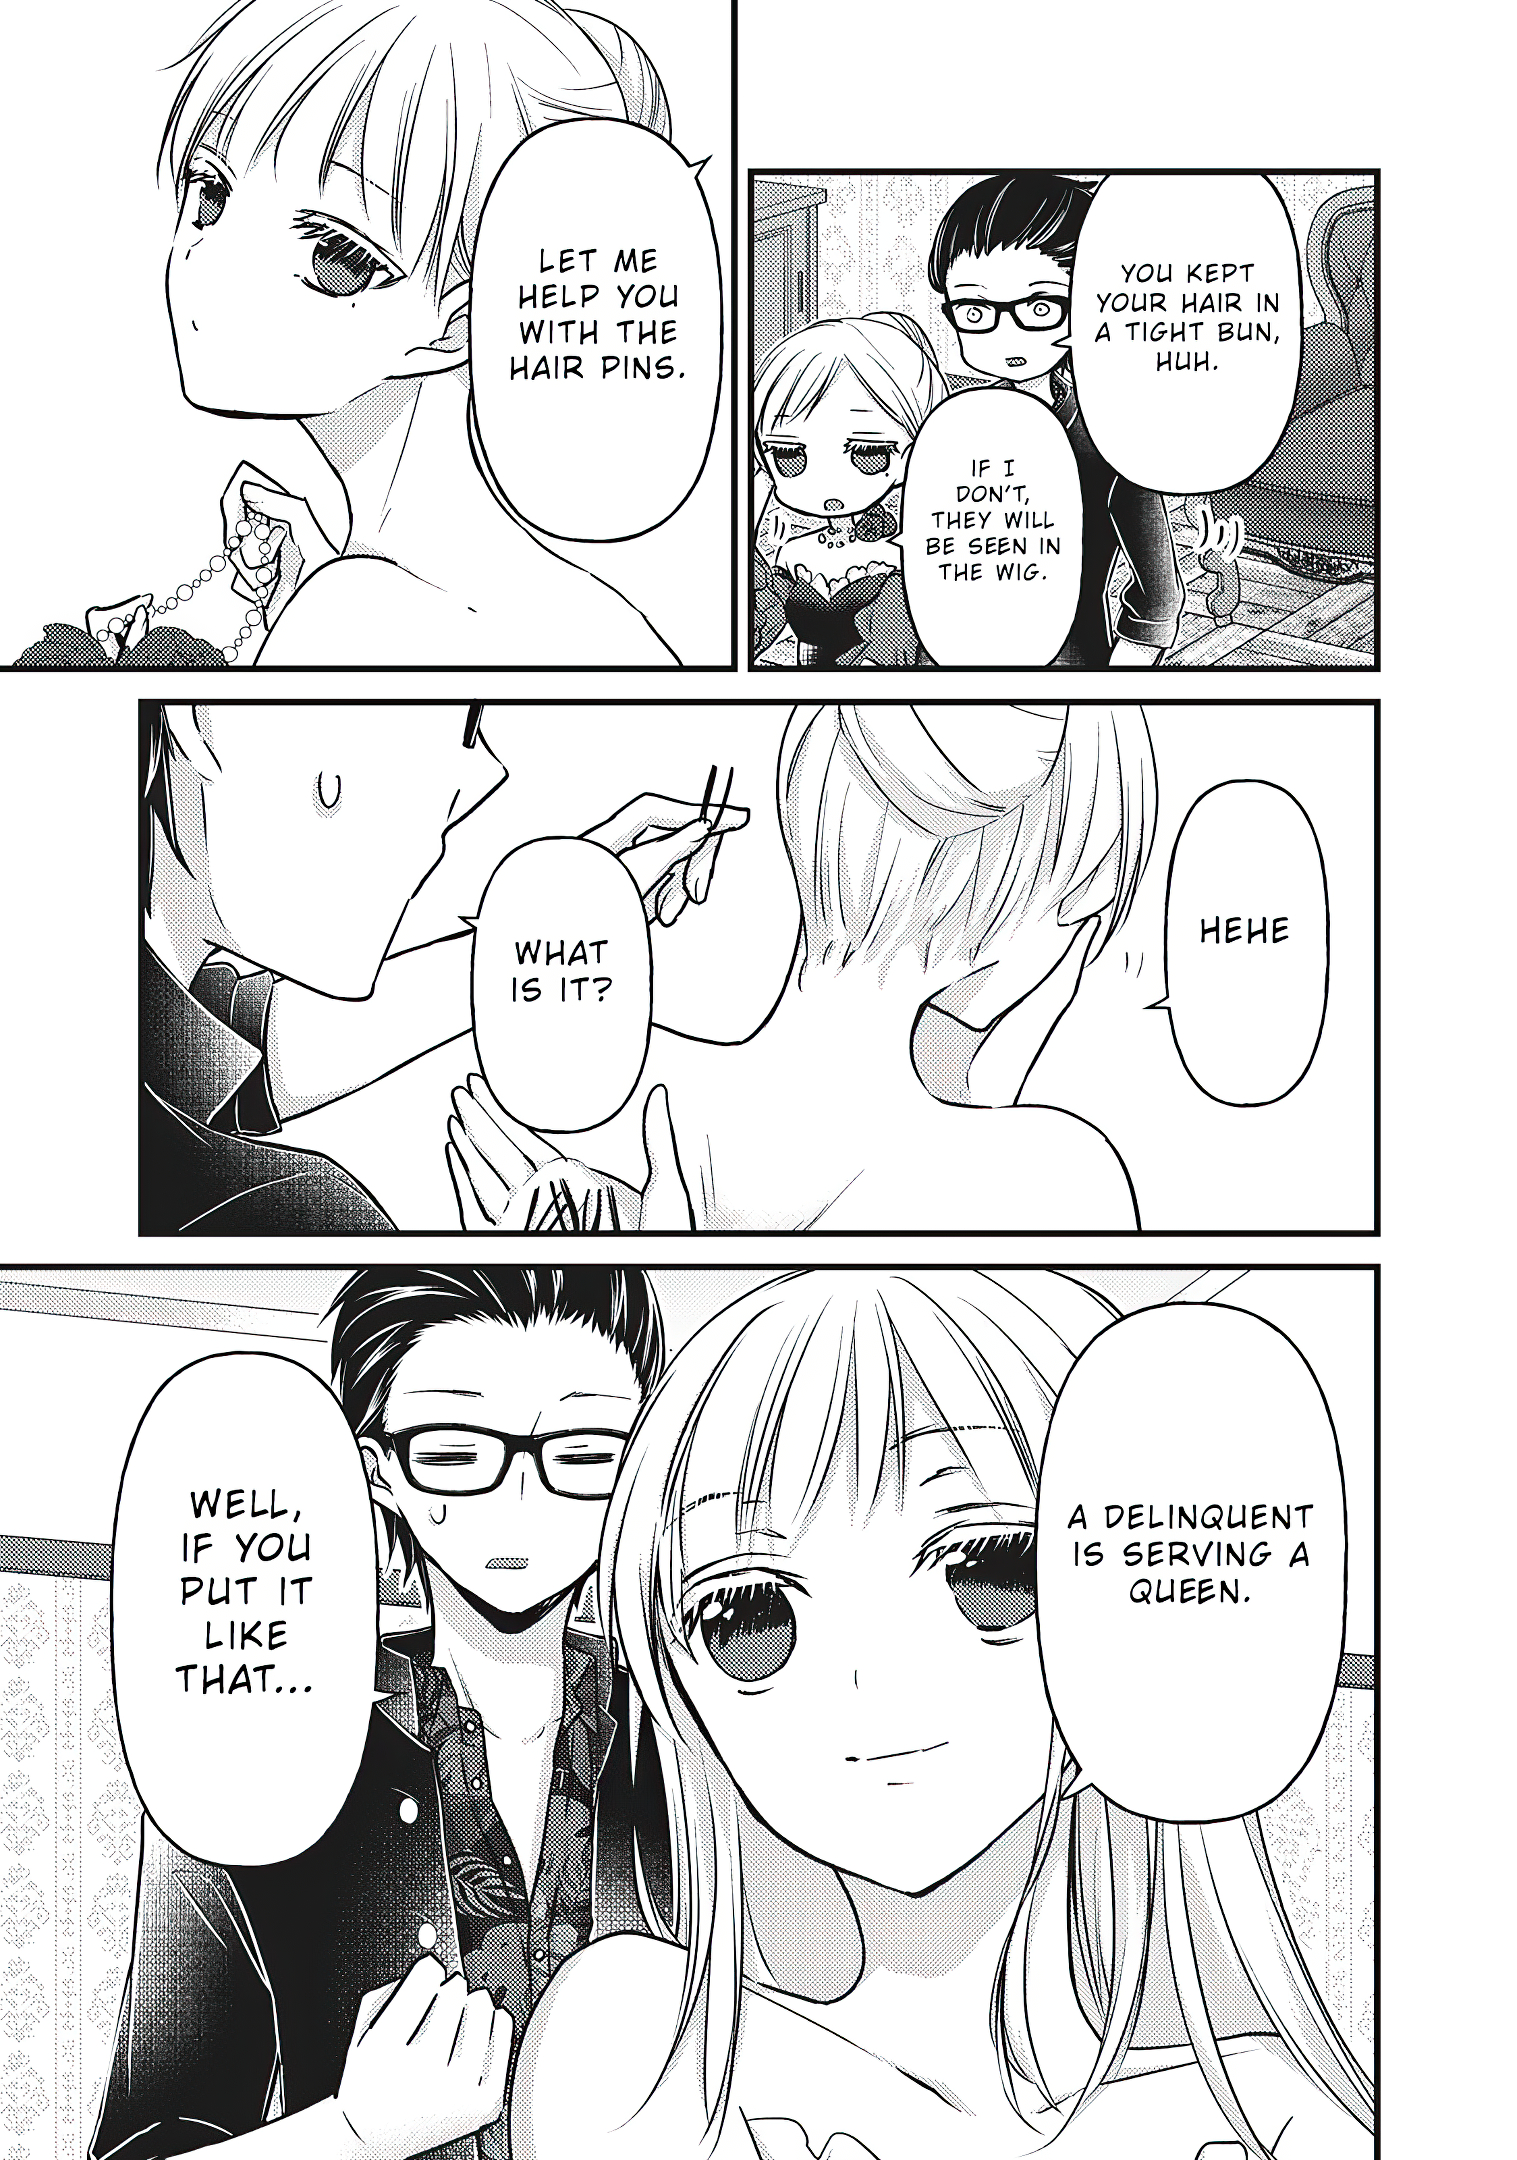 YOU KEPT
YOUR HAIR IN
A TIGHT BUN,
HUH.
IF I
DON'T,
THEY WILL
BE SEEN IN
THE WIG.
LET ME
HELP YOU
WITH THE
HAIR PINS.
HEHE
WHAT
IS IT?
A DELINQUENT
IS SERVING A
QUEEN.
WELL,
IF YOU
PUT IT
LIKE
THAT...